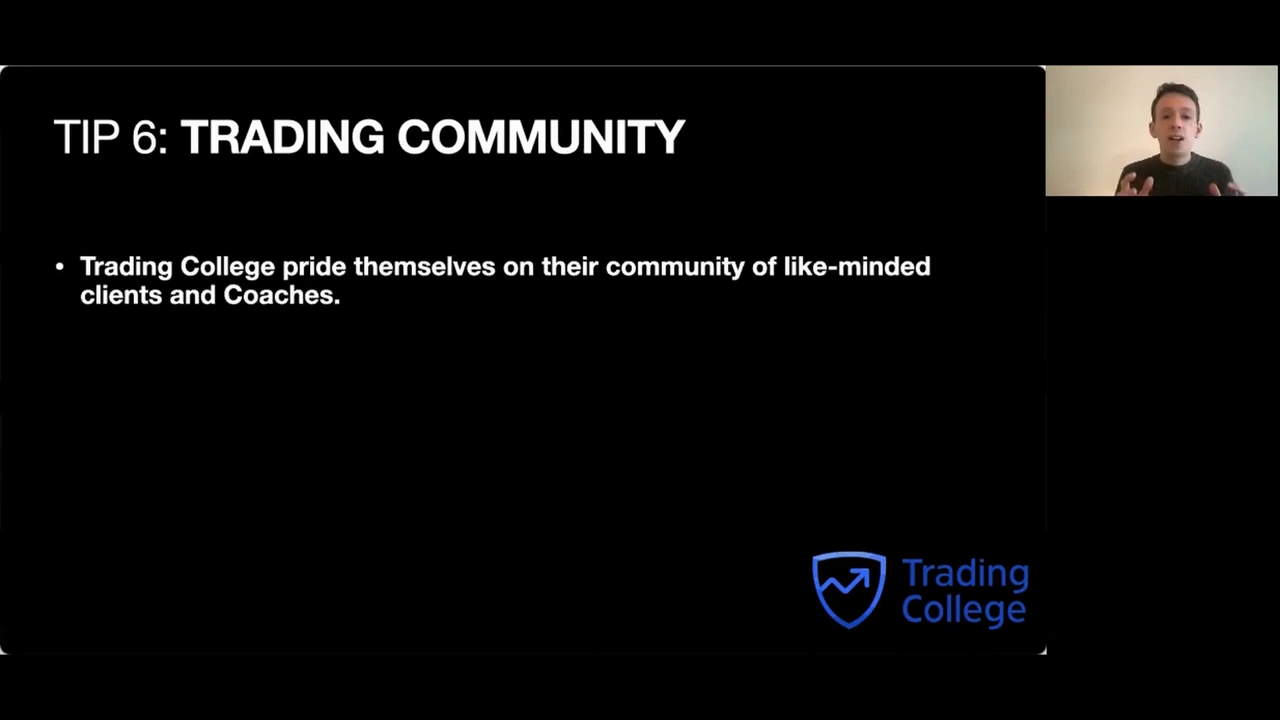 TIP 6: TRADING COMMUNITY
• Trading College pride themselves on their community of like-minded
clients and Coaches.
Trading
College